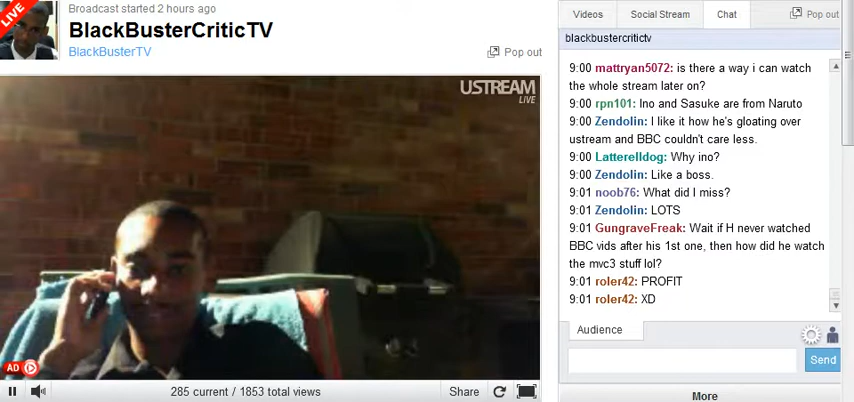 LIVE
Broadcast started 2 hours ago
BlackBusterCriticTV
BlackBusterTV
Pop out
USTREAM
LIVE
AD
285 current / 1853 total views
Share
Videos
Social Stream
Chat
Pop out
blackbustercritictv
9:00 mattryan5072: is there a way i can watch
the whole stream later on?
9:00 rpn101: Ino and Sasuke are from Naruto
9:00 Zendolin: I like it how he's gloating over
ustream and BBC couldn't care less.
9:00 Latterelldog: Why ino?
9:00 Zendolin: Like a boss.
9:01 noob76: What did I miss?
9:01 Zendolin: LOTS
9:01 GungraveFreak: Wait if H never watched
BBC vids after his 1st one, then how did he watch
the mvc3 stuff lol?
9:01 roler42: PROFIT
9:01 roler42: XD
Audience
Send
More